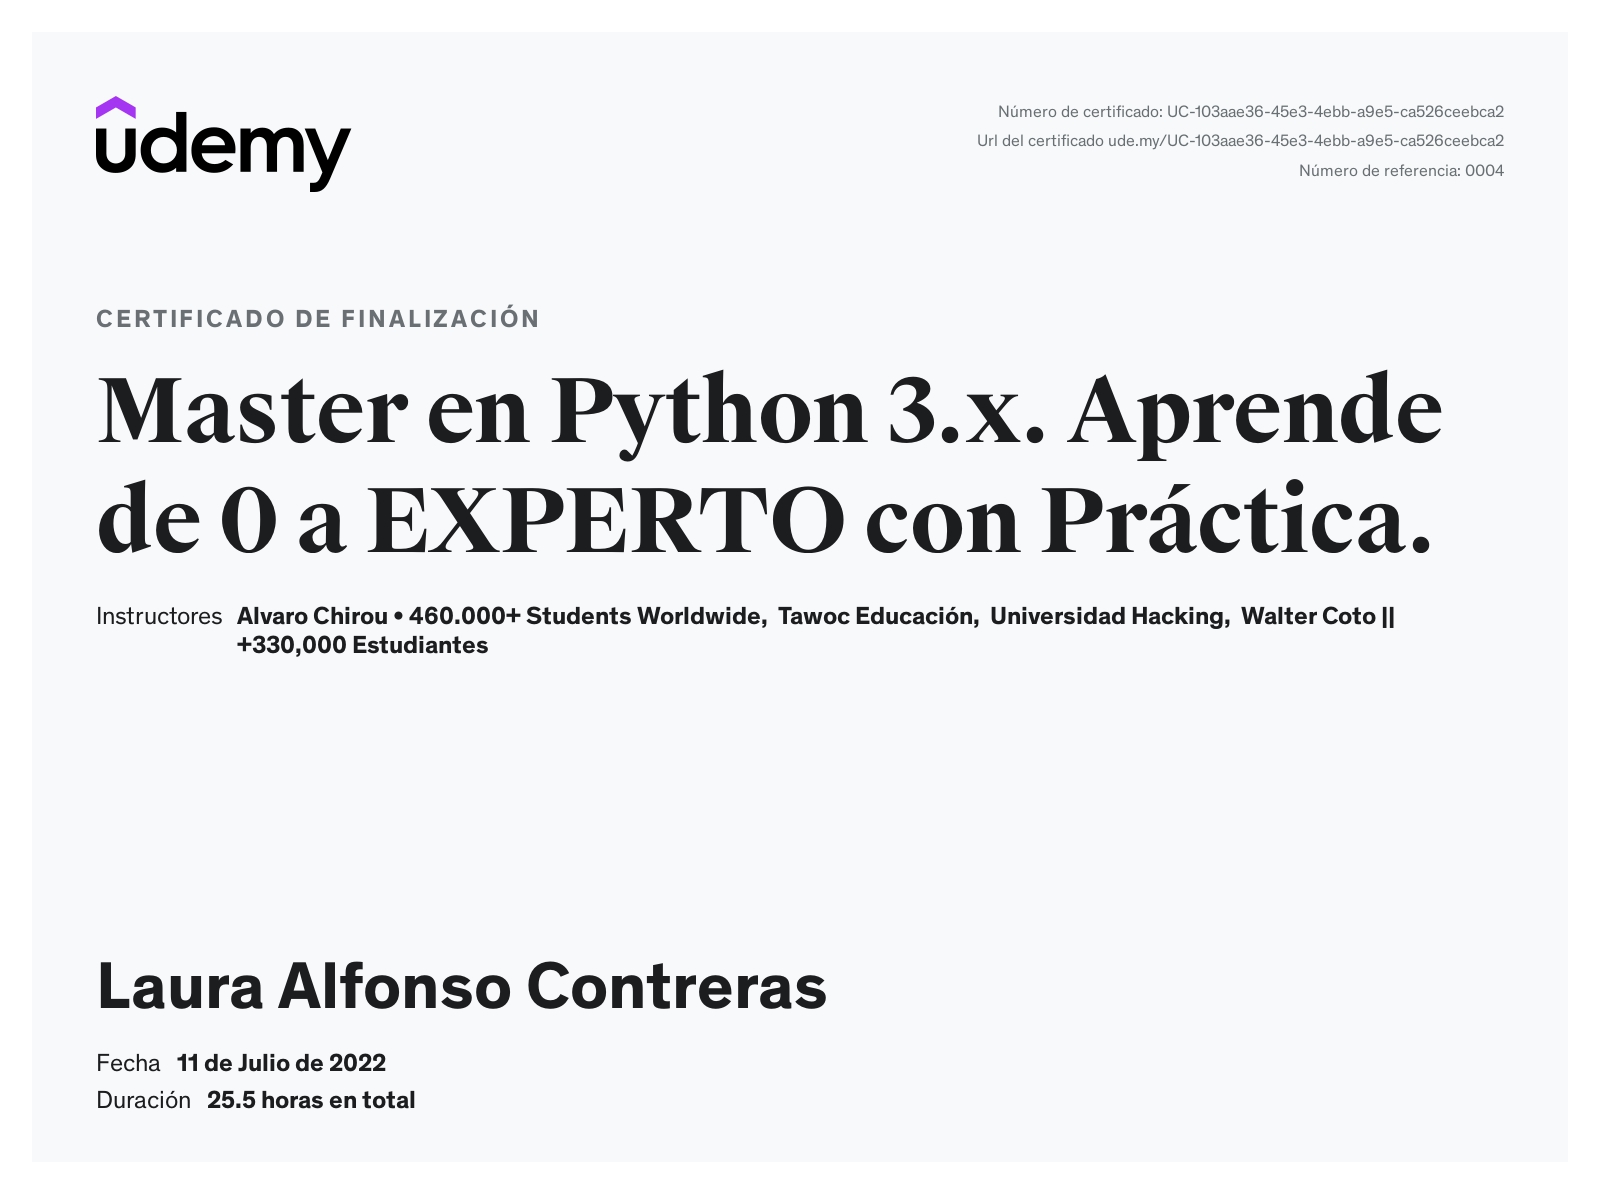 udemy
Número de certificado: UC-103aae36-45e3-4ebb-a9e5-ca526ceebca2
Url del certificado ude.my/UC-103aae36-45e3-4ebb-a9e5-ca526ceebca2
Número de referencia: 0004
CERTIFICADO DE FINALIZACIÓN
Master en Python 3.x. Aprende
de 0 a EXPERTO con Práctica.
Instructores Alvaro Chirou • 460.000+ Students Worldwide, Tawoc Educación, Universidad Hacking, Walter Coto ||
+330,000 Estudiantes
Laura Alfonso Contreras
Fecha 11 de Julio de 2022
Duración 25.5 horas en total